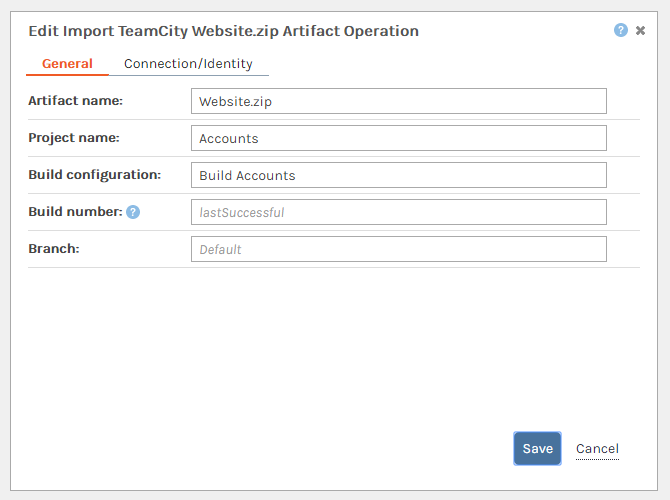 Edit Import TeamCity Website.zip Artifact Operation ? ✖
General Connection/Identity
Artifact name: Website.zip
Project name: Accounts
Build configuration: Build Accounts
Build number: ? lastSuccessful
Branch: Default
Save Cancel